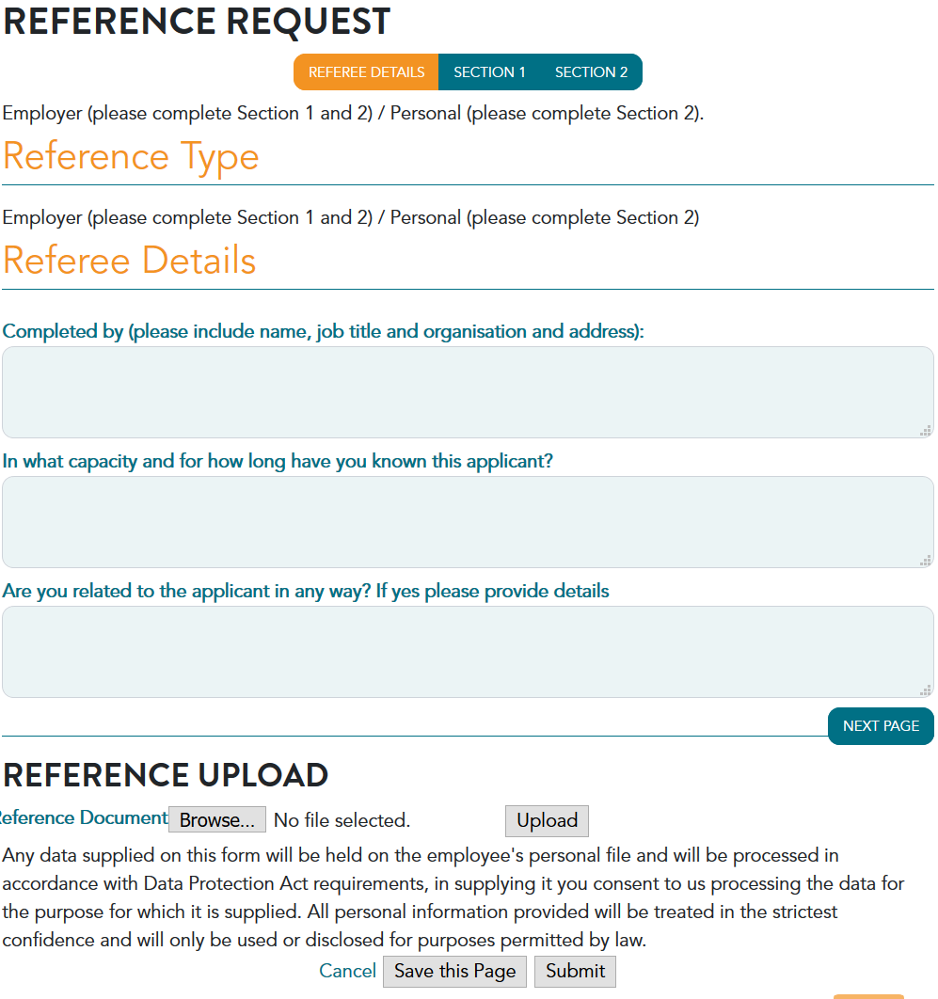 REFERENCE REQUEST
REFEREE DETAILS SECTION 1 SECTION 2
Employer (please complete Section 1 and 2) / Personal (please complete Section 2).
Reference Type
Employer (please complete Section 1 and 2) / Personal (please complete Section 2)
Referee Details
Completed by (please include name, job title and organisation and address):
In what capacity and for how long have you known this applicant?
Are you related to the applicant in any way? If yes please provide details
NEXT PAGE
REFERENCE UPLOAD
eference Document Browse... No file selected. Upload
Any data supplied on this form will be held on the employee's personal file and will be processed in
accordance with Data Protection Act requirements, in supplying it you consent to us processing the data for
the purpose for which it is supplied. All personal information provided will be treated in the strictest
confidence and will only be used or disclosed for purposes permitted by law.
Cancel Save this Page Submit